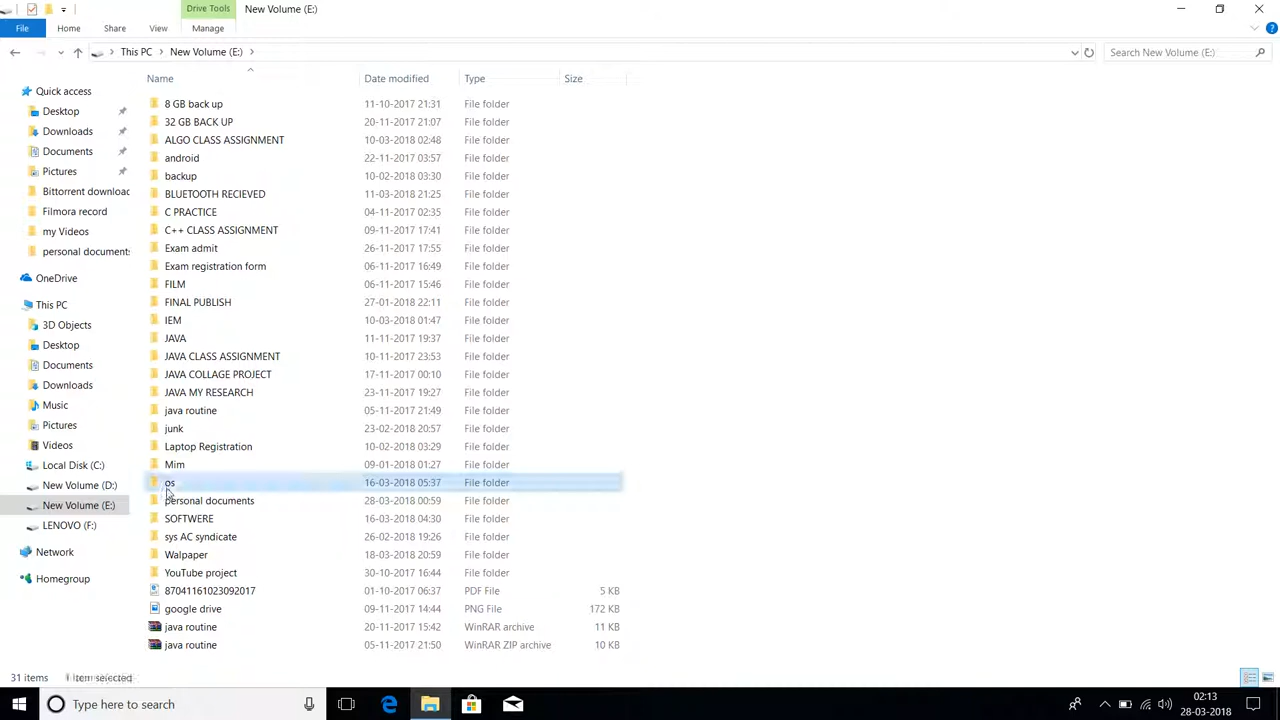 Drive Tools New Volume (E:)
File Home Share View Manage
This PC New Volume (E:) Search New Volume (E:)
Name Date modified Type Size
Quick access
Desktop
Downloads
Documents
Pictures
Bittorrent downloac
Filmora record
my Videos
personal documents
OneDrive
This PC
3D Objects
Desktop
Documents
Downloads
Music
Pictures
Videos
Local Disk (C:)
New Volume (D:)
New Volume (E:)
LENOVO (F:)
Network
Homegroup
8 GB back up 11-10-2017 21:31 File folder
32 GB BACK UP 20-11-2017 21:07 File folder
ALGO CLASS ASSIGNMENT 10-03-2018 02:48 File folder
android 22-11-2017 03:57 File folder
backup 10-02-2018 03:30 File folder
BLUETOOTH RECIEVED 11-03-2018 21:25 File folder
C PRACTICE 04-11-2017 02:35 File folder
C++ CLASS ASSIGNMENT 09-11-2017 17:41 File folder
Exam admit 26-11-2017 17:55 File folder
Exam registration form 06-11-2017 16:49 File folder
FILM 06-11-2017 15:46 File folder
FINAL PUBLISH 27-01-2018 22:11 File folder
IEM 10-03-2018 01:47 File folder
JAVA 11-11-2017 19:37 File folder
JAVA CLASS ASSIGNMENT 10-11-2017 23:53 File folder
JAVA COLLAGE PROJECT 17-11-2017 00:10 File folder
JAVA MY RESEARCH 23-11-2017 19:27 File folder
java routine 05-11-2017 21:49 File folder
junk 23-02-2018 20:57 File folder
Laptop Registration 10-02-2018 03:29 File folder
Mim 09-01-2018 01:27 File folder
os 16-03-2018 05:37 File folder
personal documents 28-03-2018 00:59 File folder
SOFTWERE 16-03-2018 04:30 File folder
sys AC syndicate 26-02-2018 19:26 File folder
Walpaper 18-03-2018 20:59 File folder
YouTube project 30-10-2017 16:44 File folder
87041161023092017 01-10-2017 06:37 PDF File 5 KB
google drive 09-11-2017 14:44 PNG File 172 KB
java routine 20-11-2017 15:42 WinRAR archive 11 KB
java routine 05-11-2017 21:50 WinRAR ZIP archive 10 KB
31 items 1 item selected
Type here to search
02:13
28-03-2018